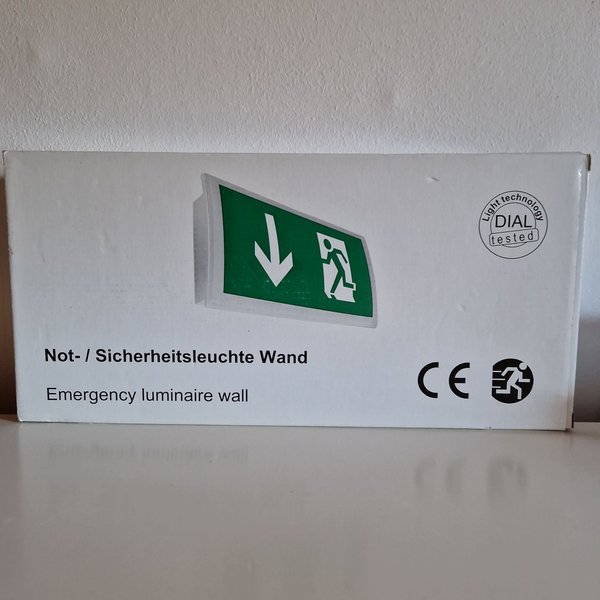 Light technology
DIAL
tested
Not- / Sicherheitsleuchte Wand
Emergency luminaire wall
CE